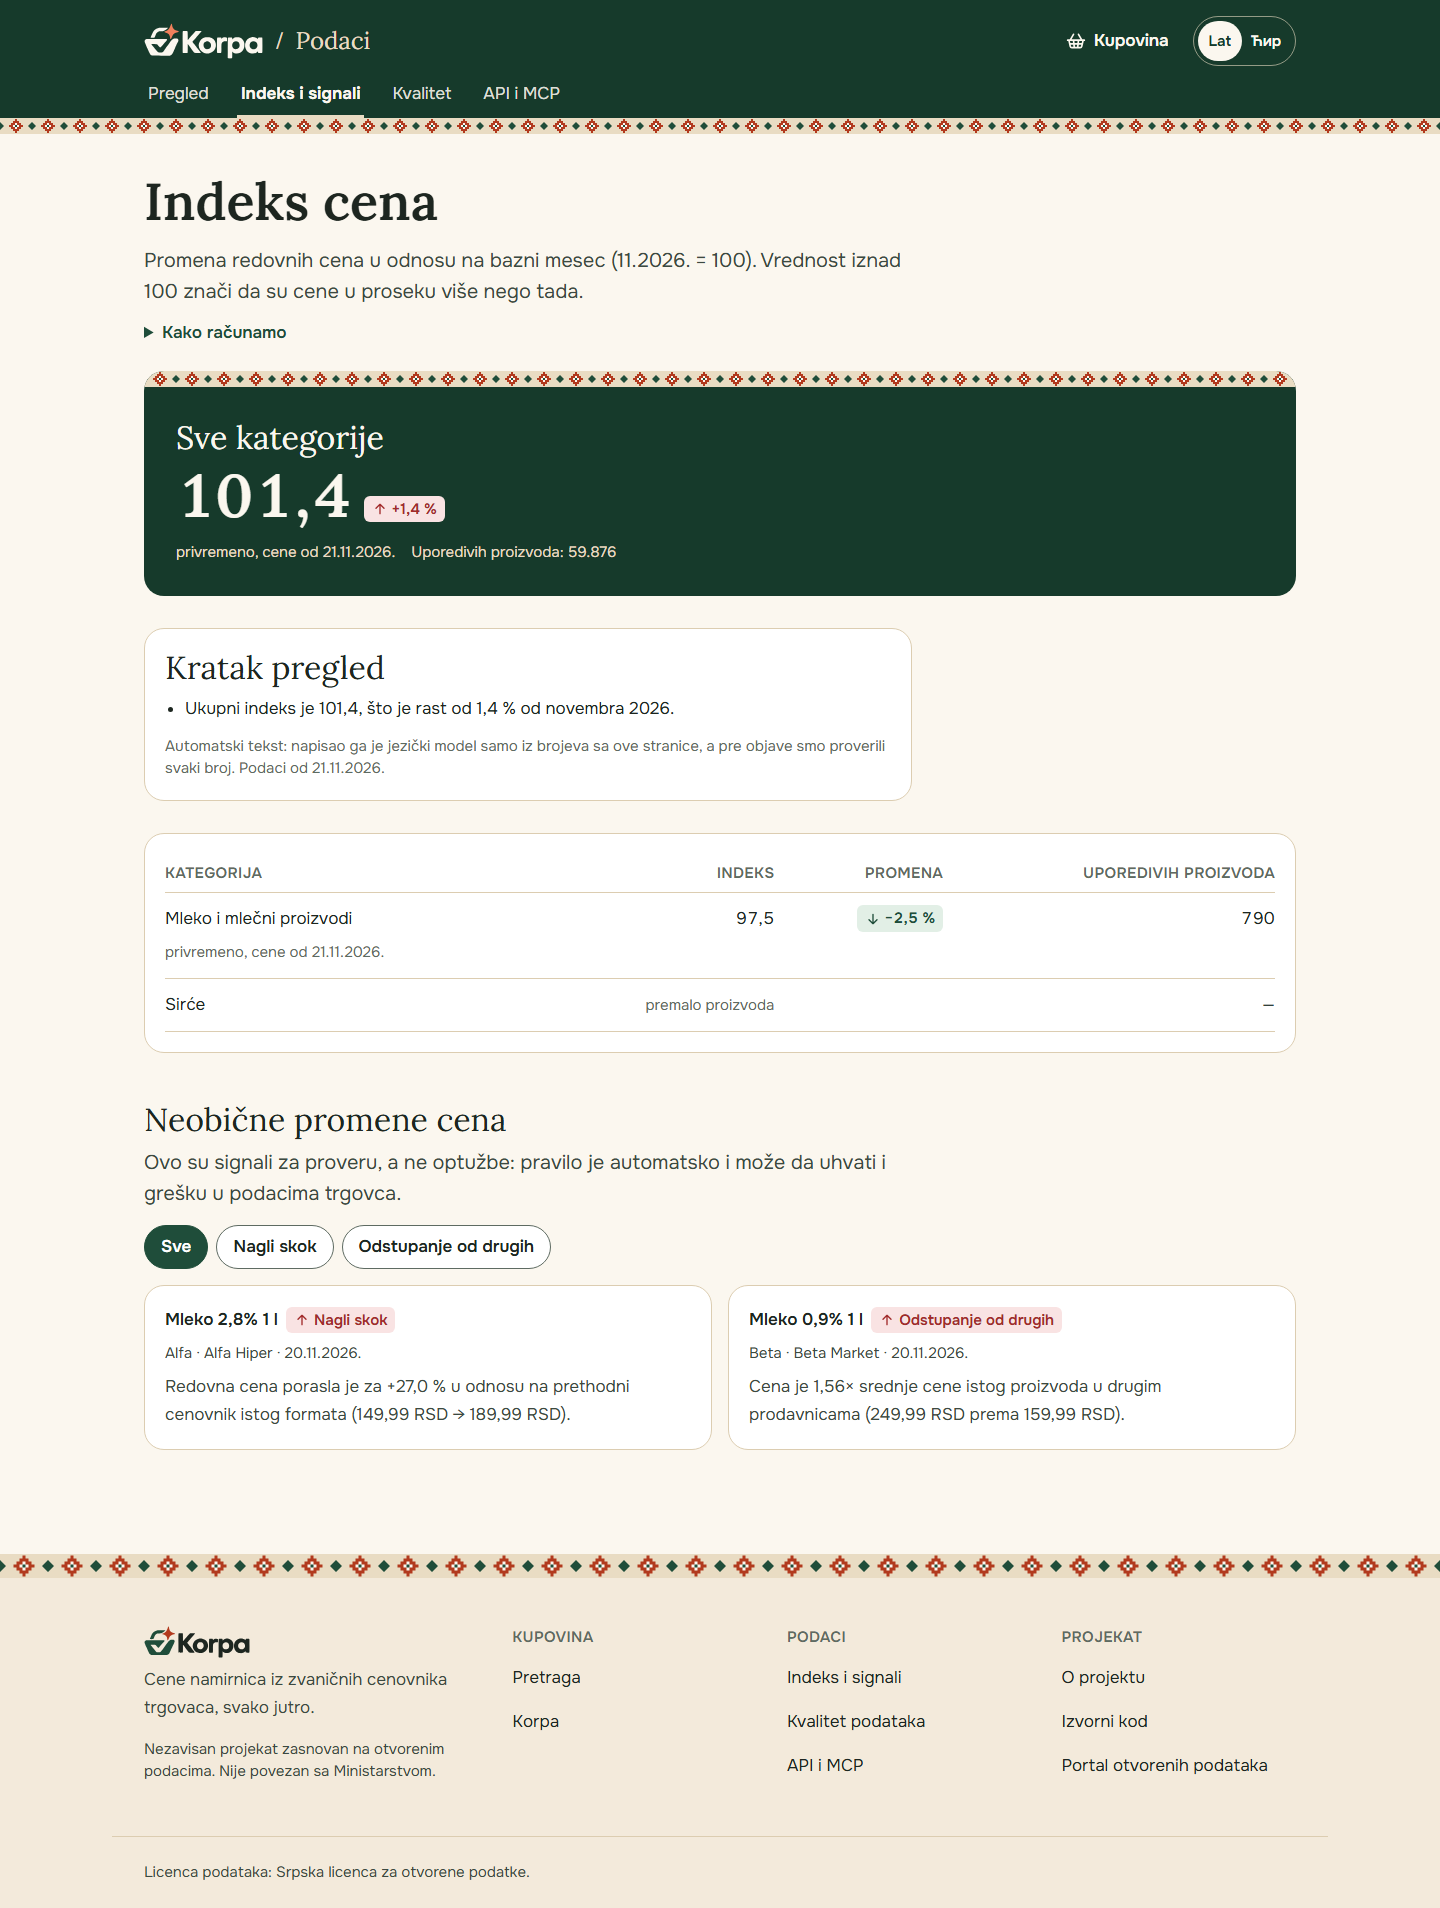 Korpa / Podaci
Kupovina
Lat Ћир
Pregled Indeks i signali Kvalitet API i MCP
Indeks cena
Promena redovnih cena u odnosu na bazni mesec (11.2026. = 100). Vrednost iznad
100 znači da su cene u proseku više nego tada.
Kako računamo
Sve kategorije
101,4 ↑ +1,4 %
privremeno, cene od 21.11.2026. Uporedivih proizvoda: 59.876
Kratak pregled
• Ukupni indeks je 101,4, što je rast od 1,4 % od novembra 2026.
Automatski tekst: napisao ga je jezički model samo iz brojeva sa ove stranice, a pre objave smo proverili
svaki broj. Podaci od 21.11.2026.
KATEGORIJA INDEKS PROMENA UPOREDIVIH PROIZVODA
Mleko i mlečni proizvodi 97,5 ↓ −2,5 % 790
privremeno, cene od 21.11.2026.
Sirće premalo proizvoda —
Neobične promene cena
Ovo su signali za proveru, a ne optužbe: pravilo je automatsko i može da uhvati i
grešku u podacima trgovca.
Sve Nagli skok Odstupanje od drugih
Mleko 2,8% 1 l ↑ Nagli skok
Alfa · Alfa Hiper · 20.11.2026.
Redovna cena porasla je za +27,0 % u odnosu na prethodni
cenovnik istog formata (149,99 RSD → 189,99 RSD).
Mleko 0,9% 1 l ↑ Odstupanje od drugih
Beta · Beta Market · 20.11.2026.
Cena je 1,56× srednje cene istog proizvoda u drugim
prodavnicama (249,99 RSD prema 159,99 RSD).
Korpa
Cene namirnica iz zvaničnih cenovnika
trgovaca, svako jutro.
Nezavisan projekat zasnovan na otvorenim
podacima. Nije povezan sa Ministarstvom.
KUPOVINA
Pretraga
Korpa
PODACI
Indeks i signali
Kvalitet podataka
API i MCP
PROJEKAT
O projektu
Izvorni kod
Portal otvorenih podataka
Licenca podataka: Srpska licenca za otvorene podatke.